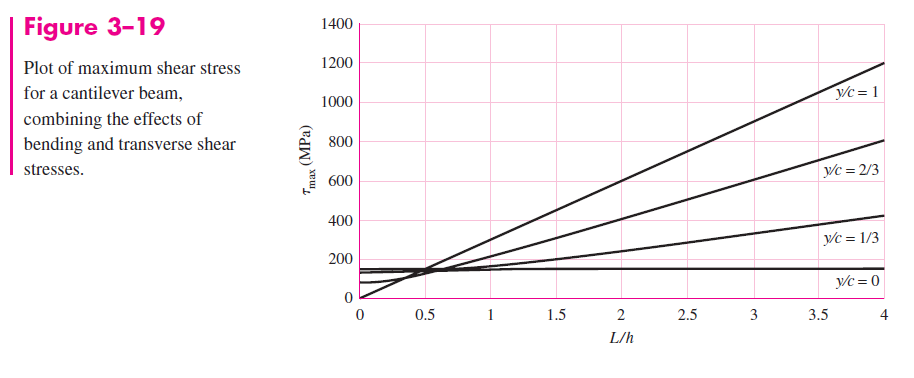 Figure 3–19
Plot of maximum shear stress
for a cantilever beam,
combining the effects of
bending and transverse shear
stresses.
1400
1200
1000
800
600
400
200
0
τmax (MPa)
y/c = 1
y/c = 2/3
y/c = 1/3
y/c = 0
0 0.5 1 1.5 2 2.5 3 3.5 4
L/h